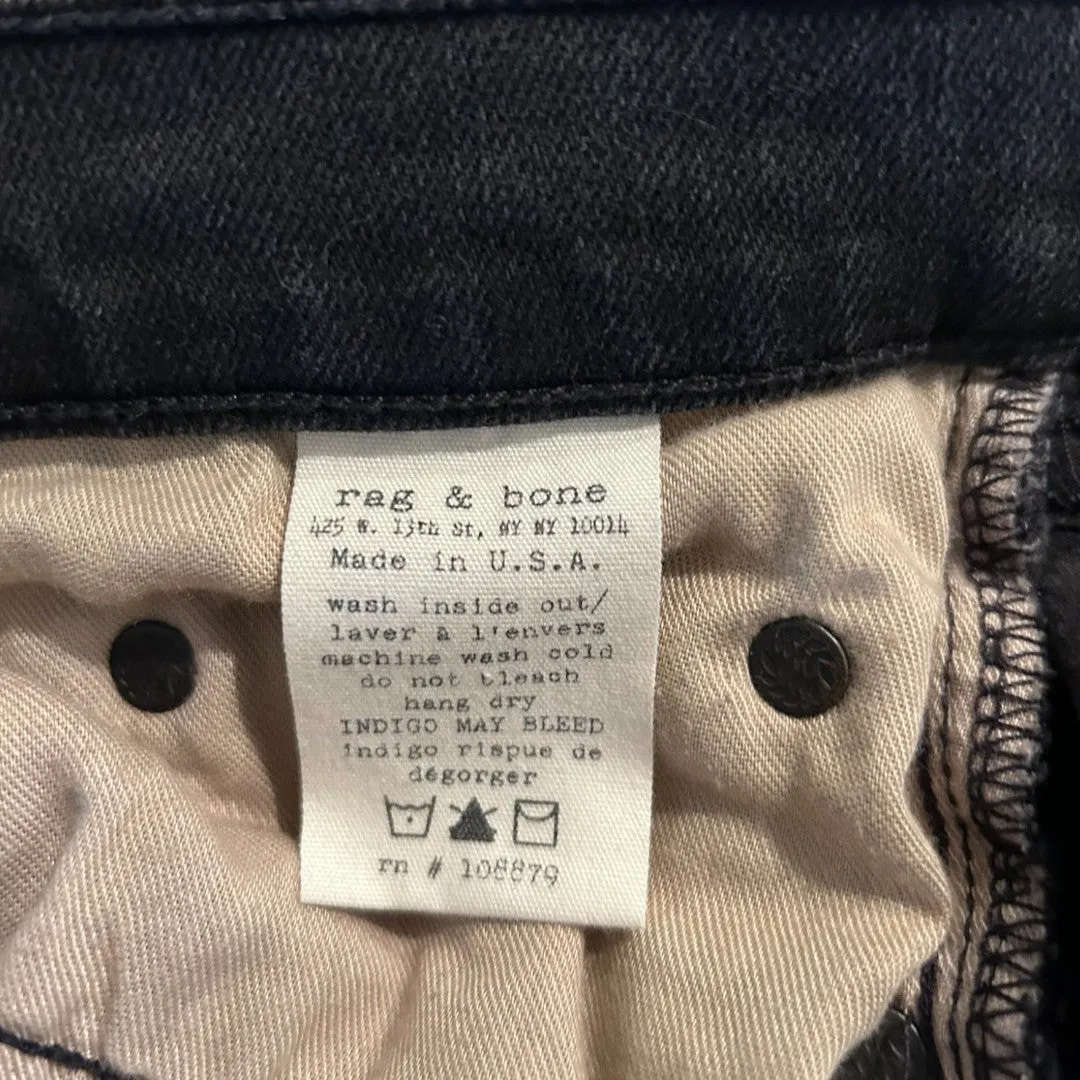 rag & bone
425 W. 13th St, NY NY 10014
Made in U.S.A.
wash inside out/
laver à l'envers
machine wash cold
do not bleach
hang dry
INDIGO MAY BLEED
indigo rispue de
dégorger
rn # 108879